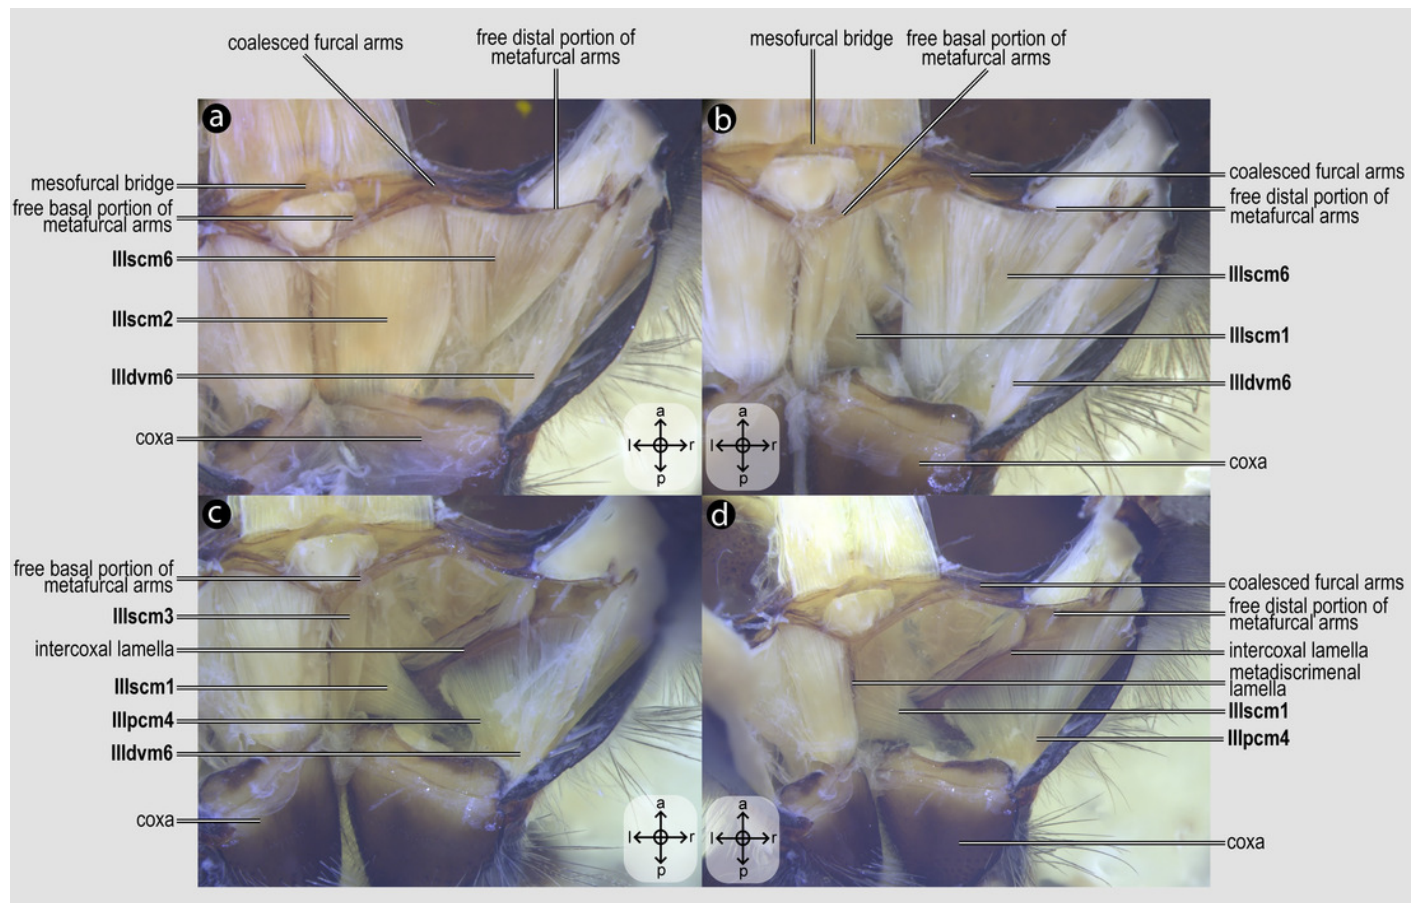 coalesced furcal arms
free distal portion of
metafurcal arms
mesofurcal bridge
free basal portion of
metafurcal arms
a
mesofurcal bridge
free basal portion of
metafurcal arms
IIIscm6
IIIscm2
IIIdvm6
coxa
a
l r
p
b
coalesced furcal arms
free distal portion of
metafurcal arms
IIIscm6
IIIscm1
IIIdvm6
coxa
a
l r
p
c
free basal portion of
metafurcal arms
IIIscm3
intercoxal lamella
IIIscm1
IIIpcm4
IIIdvm6
coxa
a
l r
p
d
coalesced furcal arms
free distal portion of
metafurcal arms
intercoxal lamella
metadiscrimenal
lamella
IIIscm1
IIIpcm4
coxa
a
l r
p